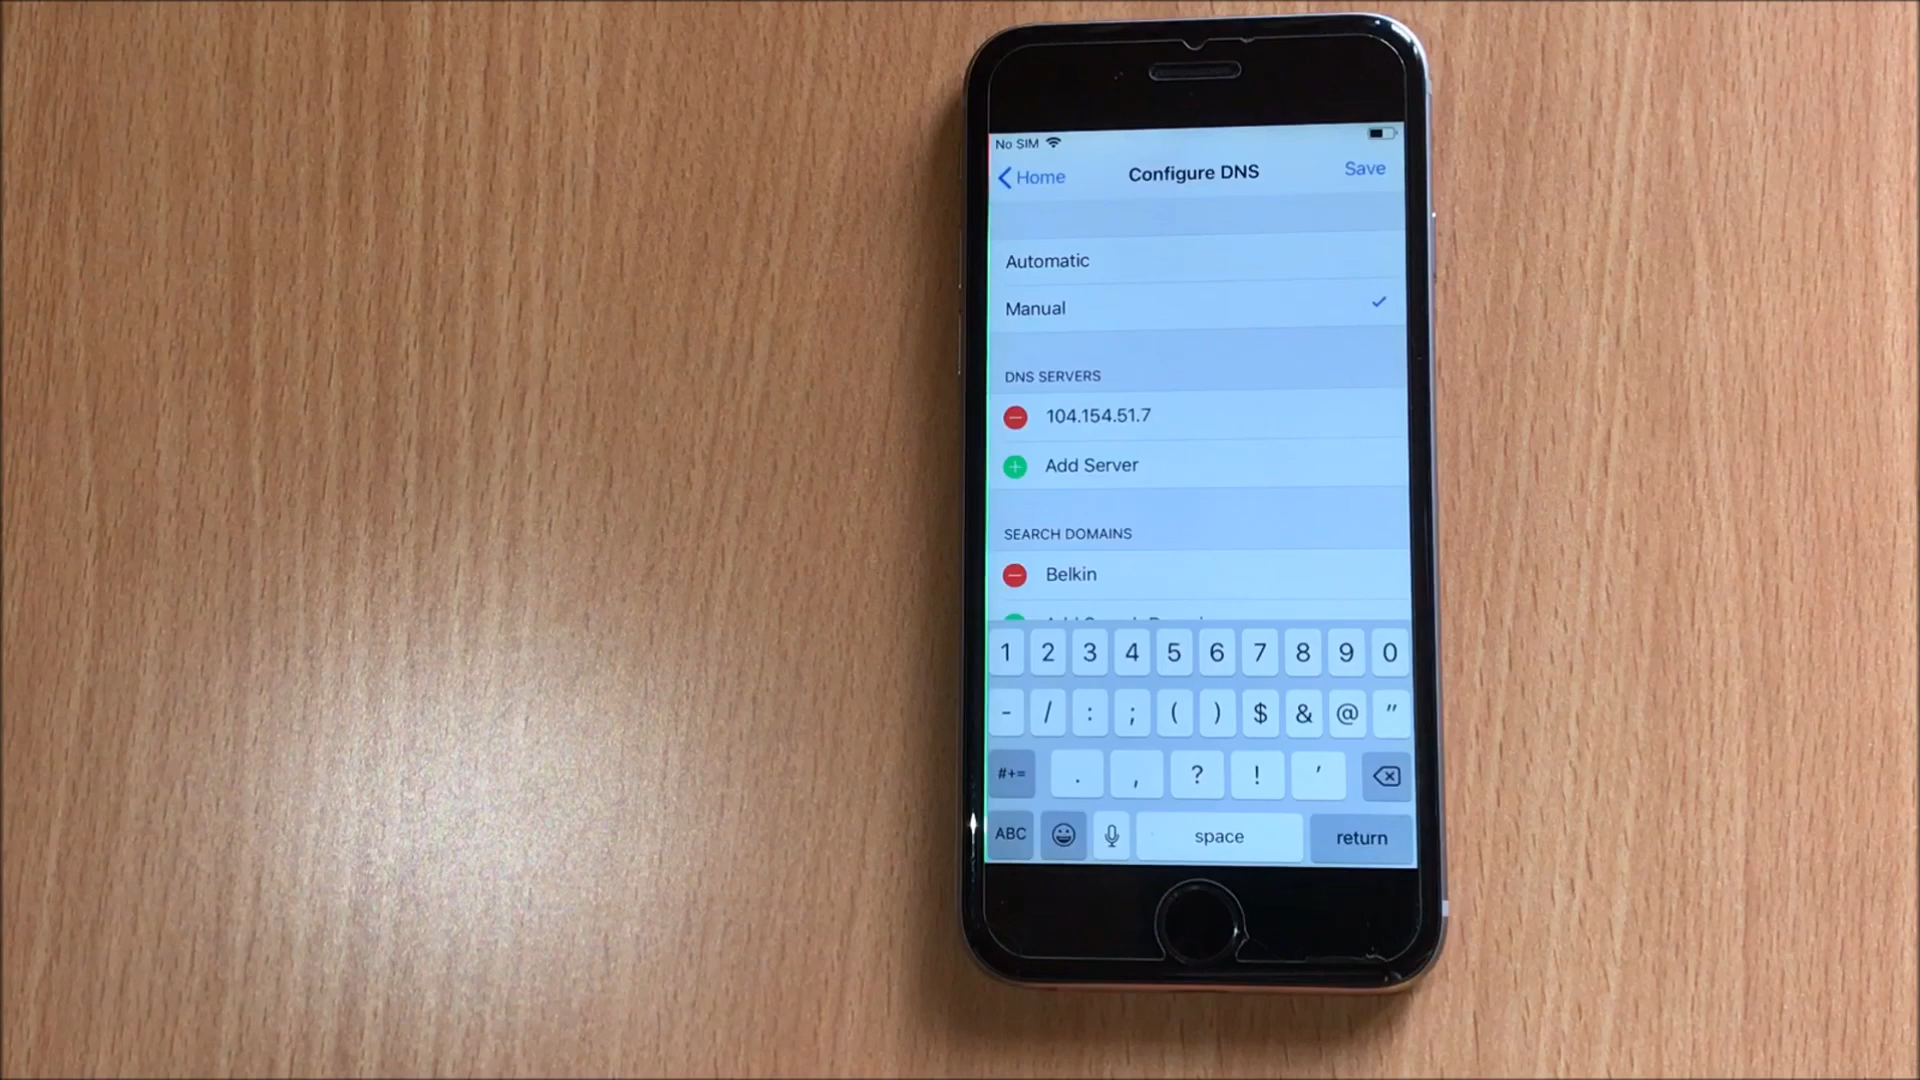 No SIM
Home Configure DNS Save
Automatic
Manual
DNS SERVERS
104.154.51.7
Add Server
SEARCH DOMAINS
Belkin
1 2 3 4 5 6 7 8 9 0
- / : ; ( ) $ & @ "
#+= . , ? ! '
ABC space return